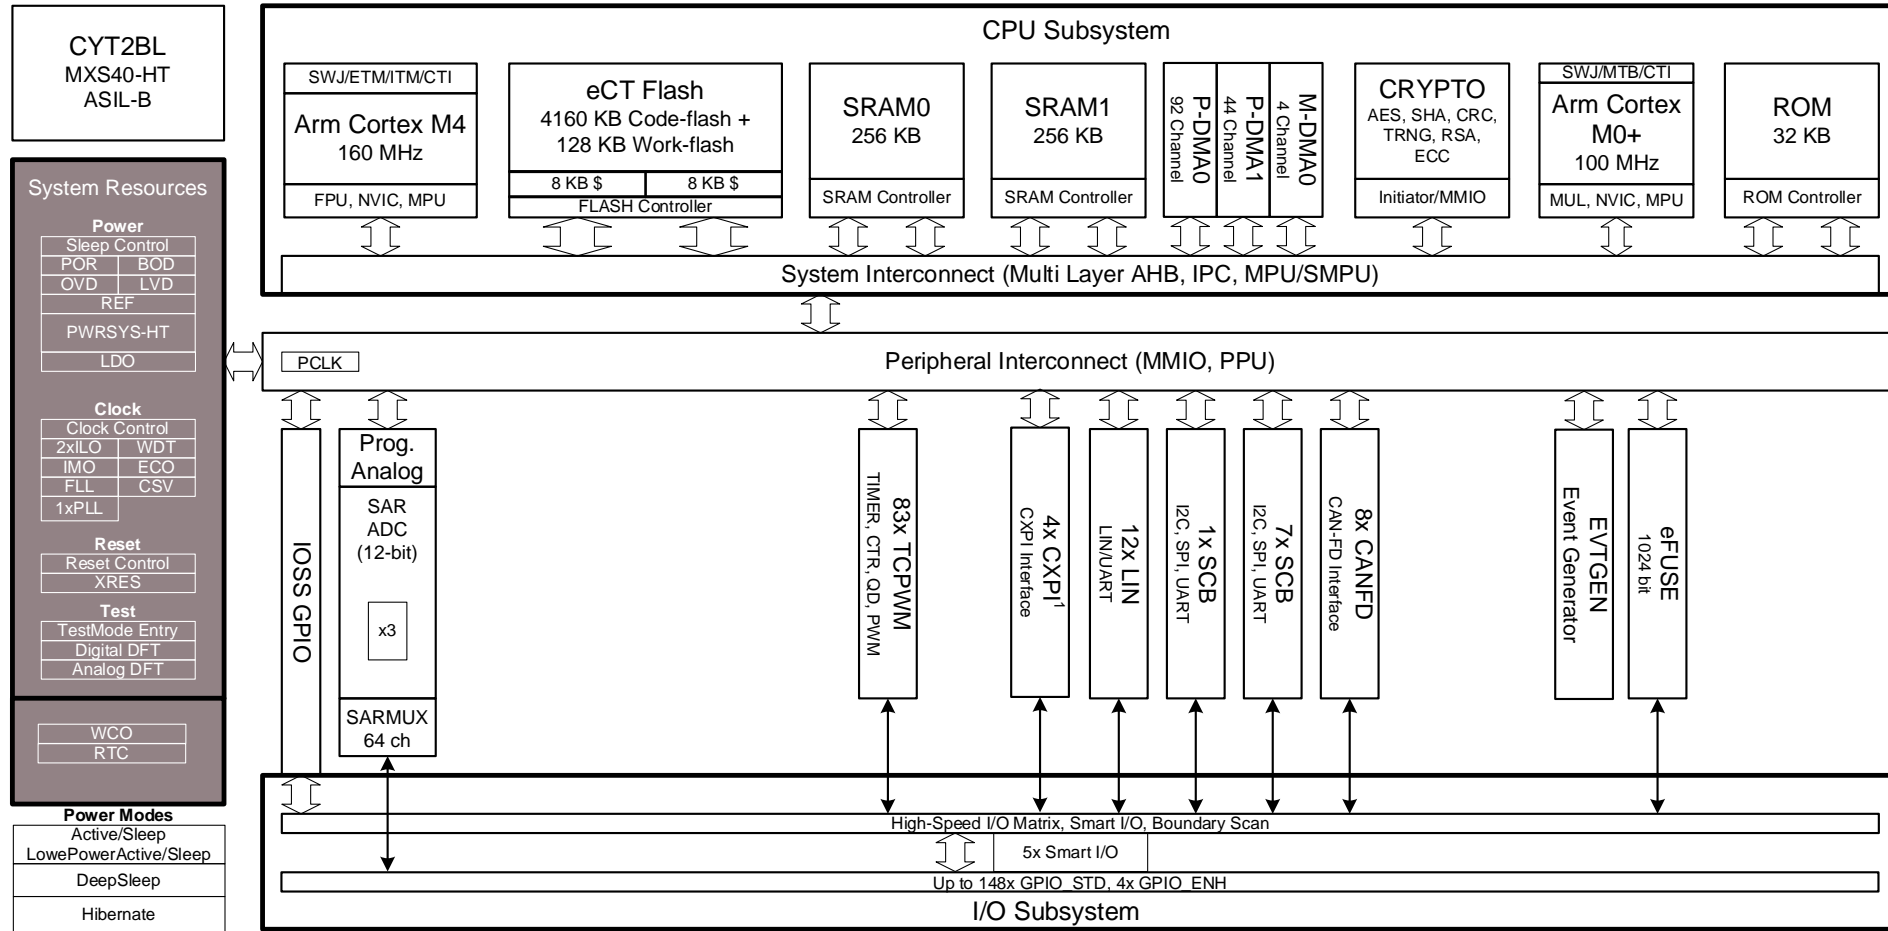 CYT2BL
MXS40-HT
ASIL-B
System Resources
Power
Sleep Control
POR
BOD
OVD
LVD
REF
PWRSYS-HT
LDO
Clock
Clock Control
2xILO
WDT
IMO
ECO
FLL
CSV
1xPLL
Reset
Reset Control
XRES
Test
TestMode Entry
Digital DFT
Analog DFT
WCO
RTC
Power Modes
Active/Sleep
LowePowerActive/Sleep
DeepSleep
Hibernate
CPU Subsystem
SWJ/ETM/ITM/CTI
Arm Cortex M4
160 MHz
FPU, NVIC, MPU
eCT Flash
4160 KB Code-flash +
128 KB Work-flash
8 KB $
8 KB $
FLASH Controller
SRAM0
256 KB
SRAM Controller
SRAM1
256 KB
SRAM Controller
P-DMA0
92 Channel
P-DMA1
44 Channel
M-DMA0
4 Channel
CRYPTO
AES, SHA, CRC,
TRNG, RSA,
ECC
Initiator/MMIO
SWJ/MTB/CTI
Arm Cortex
M0+
100 MHz
MUL, NVIC, MPU
ROM
32 KB
ROM Controller
System Interconnect (Multi Layer AHB, IPC, MPU/SMPU)
PCLK
Peripheral Interconnect (MMIO, PPU)
IOSS GPIO
Prog.
Analog
SAR
ADC
(12-bit)
x3
SARMUX
64 ch
83x TCPWM
TIMER, CTR, QD, PWM
4x CXPI1
CXPI Interface
12x LIN
LIN/UART
1x SCB
I2C, SPI, UART
7x SCB
I2C, SPI, UART
8x CANFD
CAN-FD Interface
EVTGEN
Event Generator
eFUSE
1024 bit
High-Speed I/O Matrix, Smart I/O, Boundary Scan
5x Smart I/O
Up to 148x GPIO_STD, 4x GPIO_ENH
I/O Subsystem